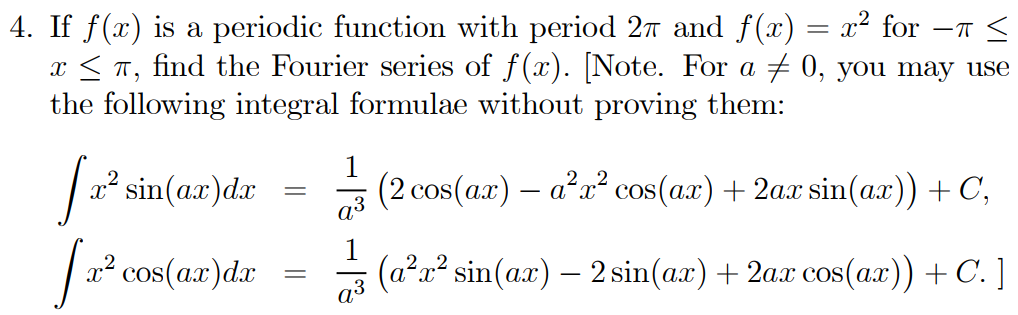 4. If f(x) is a periodic function with period 2π and f(x) = x² for −π ≤
x ≤ π, find the Fourier series of f(x). [Note. For a ≠ 0, you may use
the following integral formulae without proving them:
∫ x² sin(ax)dx = 1/a³ (2 cos(ax) − a²x² cos(ax) + 2ax sin(ax)) + C,
∫ x² cos(ax)dx = 1/a³ (a²x² sin(ax) − 2 sin(ax) + 2ax cos(ax)) + C. ]